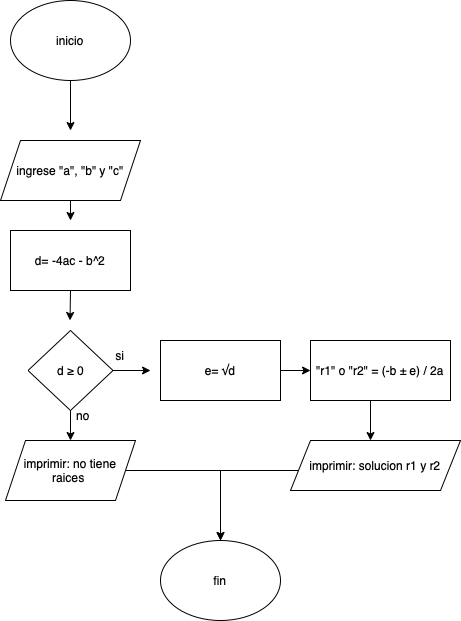 inicio
ingrese "a", "b" y "c"
d= -4ac - b^2
d ≥ 0
si
e= √d
"r1" o "r2" = (-b ± e) / 2a
no
imprimir: no tiene
raices
imprimir: solucion r1 y r2
fin